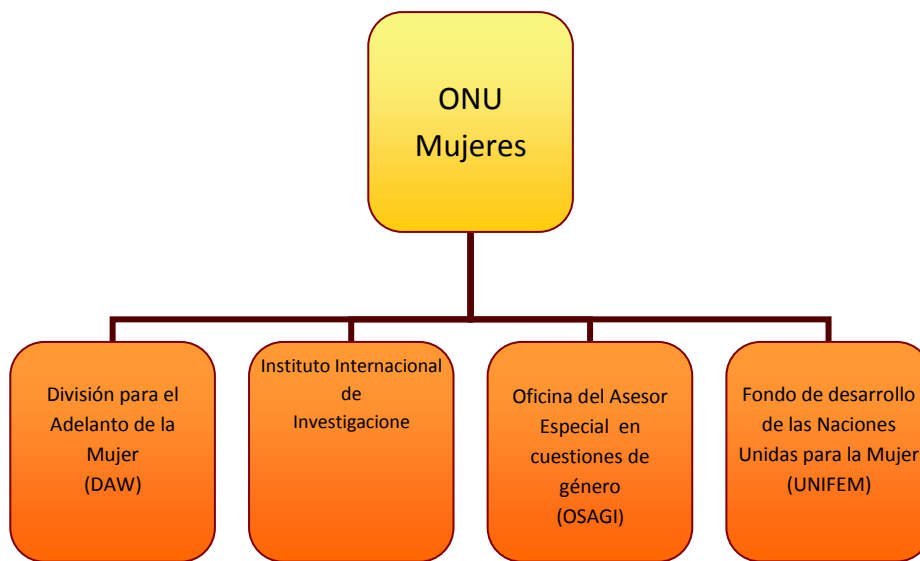 ONU
Mujeres
División para el
Adelanto de la
Mujer
(DAW)
Instituto Internacional
de
Investigacione
Oficina del Asesor
Especial en
cuestiones de
género
(OSAGI)
Fondo de desarrollo
de las Naciones
Unidas para la Mujer
(UNIFEM)